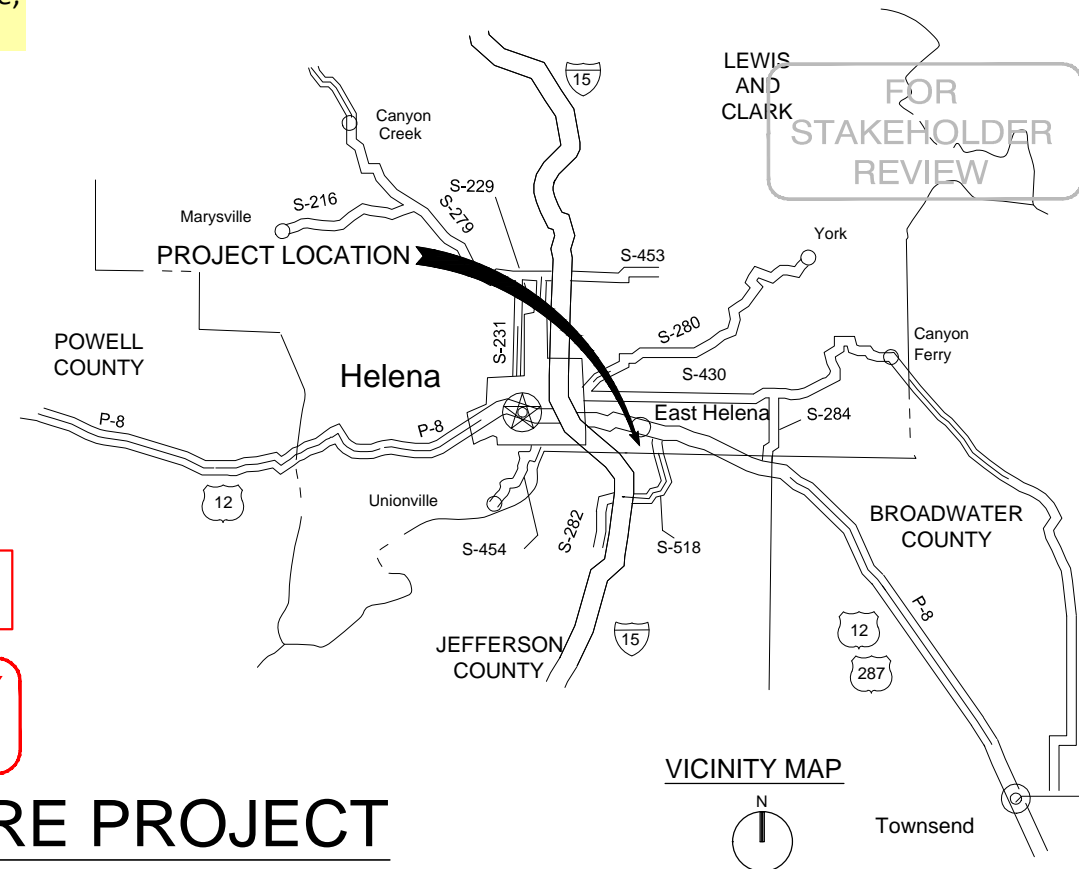 LEWIS
AND
CLARK
FOR
STAKEHOLDER
REVIEW
15
Canyon
Creek
S-229
S-216
S-279
Marysville
York
PROJECT LOCATION
S-453
S-280
S-231
POWELL
COUNTY
Canyon
Ferry
Helena
S-430
East Helena
S-284
P-8
P-8
12
Unionville
BROADWATER
COUNTY
S-454
S-282
S-518
P-8
12
287
JEFFERSON
COUNTY
15
VICINITY MAP
N
RE PROJECT
Townsend